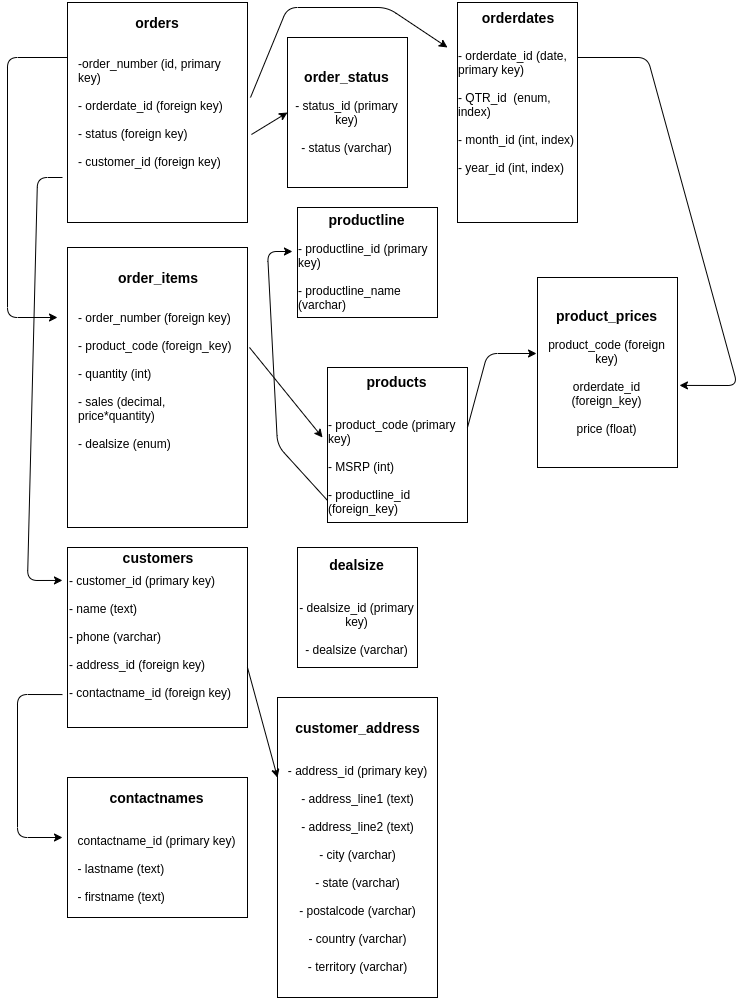 orders
-order_number (id, primary
key)
- orderdate_id (foreign key)
- status (foreign key)
- customer_id (foreign key)
order_status
- status_id (primary
key)
- status (varchar)
orderdates
- orderdate_id (date,
primary key)
- QTR_id  (enum,
index)
- month_id (int, index)
- year_id (int, index)
productline
- productline_id (primary
key)
- productline_name
(varchar)
order_items
- order_number (foreign key)
- product_code (foreign_key)
- quantity (int)
- sales (decimal,
price*quantity)
- dealsize (enum)
product_prices
product_code (foreign
key)
orderdate_id
(foreign_key)
price (float)
products
- product_code (primary
key)
- MSRP (int)
- productline_id
(foreign_key)
customers
- customer_id (primary key)
- name (text)
- phone (varchar)
- address_id (foreign key)
- contactname_id (foreign key)
dealsize
- dealsize_id (primary
key)
- dealsize (varchar)
customer_address
- address_id (primary key)
- address_line1 (text)
- address_line2 (text)
- city (varchar)
- state (varchar)
- postalcode (varchar)
- country (varchar)
- territory (varchar)
contactnames
contactname_id (primary key)
- lastname (text)
- firstname (text)